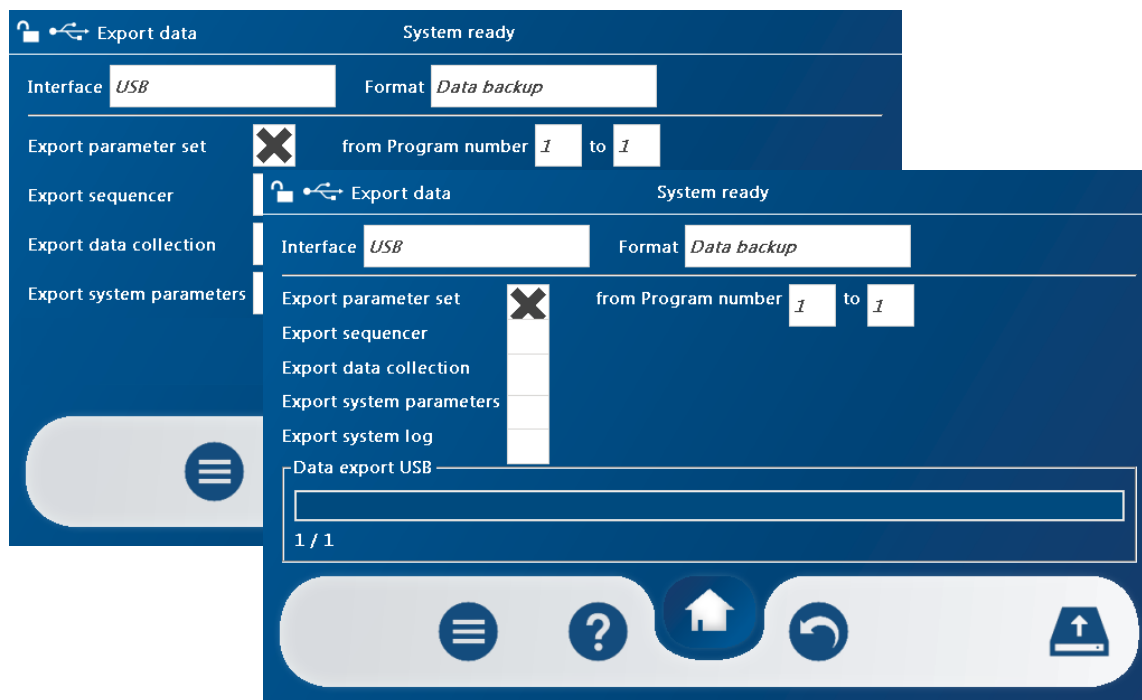 Export data System ready
Interface USB Format Data backup
Export parameter set from Program number 1 to 1
Export sequencer
Export data collection
Export system parameters
Export data System ready
Interface USB Format Data backup
Export parameter set from Program number 1 to 1
Export sequencer
Export data collection
Export system parameters
Export system log
Data export USB
1 / 1
?